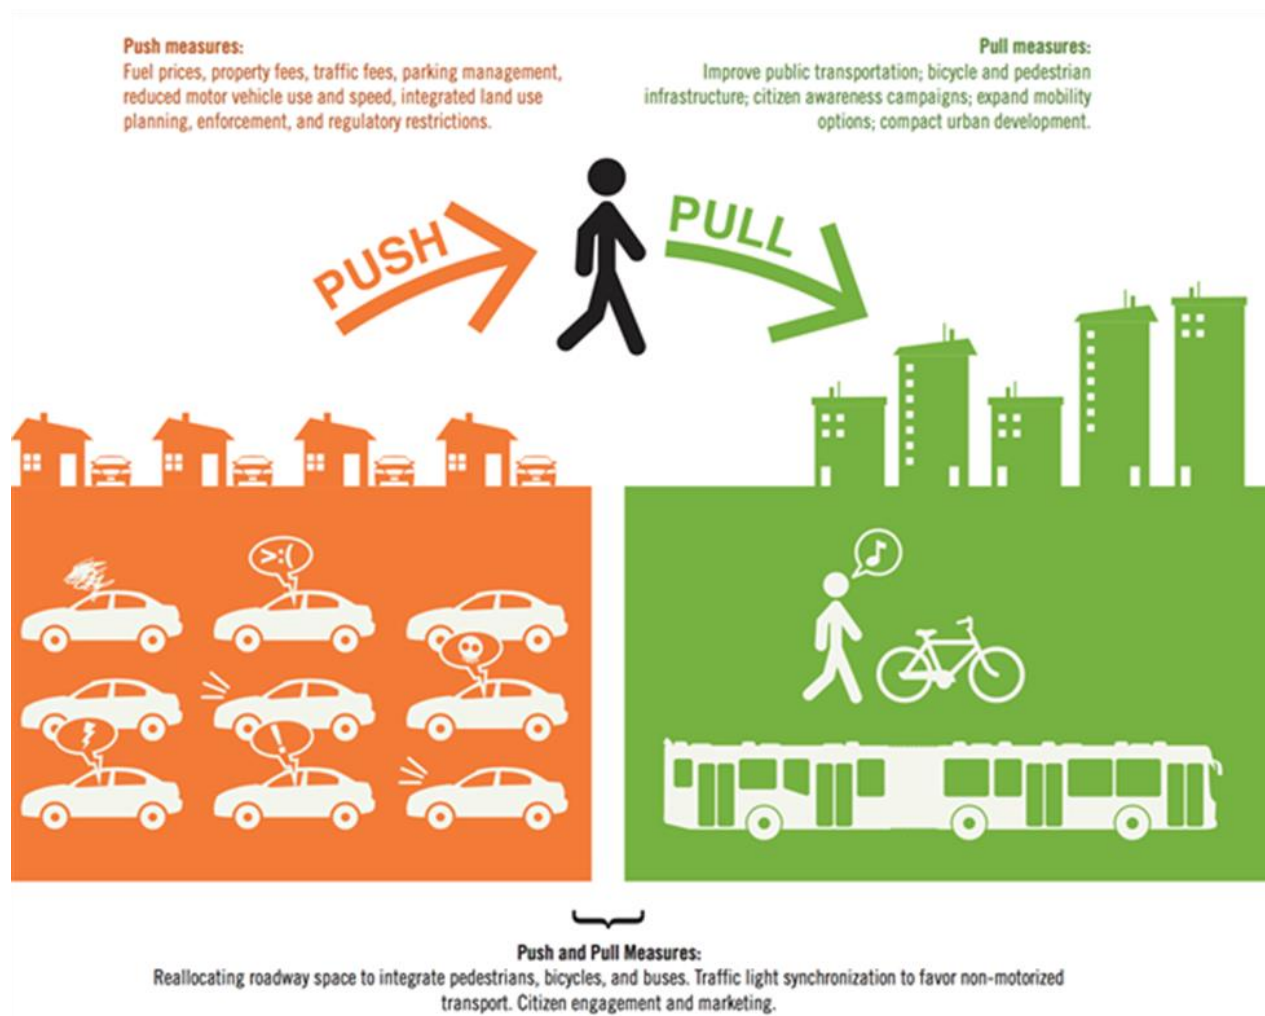 Push measures:
Fuel prices, property fees, traffic fees, parking management,
reduced motor vehicle use and speed, integrated land use
planning, enforcement, and regulatory restrictions.
Pull measures:
Improve public transportation; bicycle and pedestrian
infrastructure; citizen awareness campaigns; expand mobility
options; compact urban development.
PUSH
PULL
>:(
!
Push and Pull Measures:
Reallocating roadway space to integrate pedestrians, bicycles, and buses. Traffic light synchronization to favor non-motorized
transport. Citizen engagement and marketing.